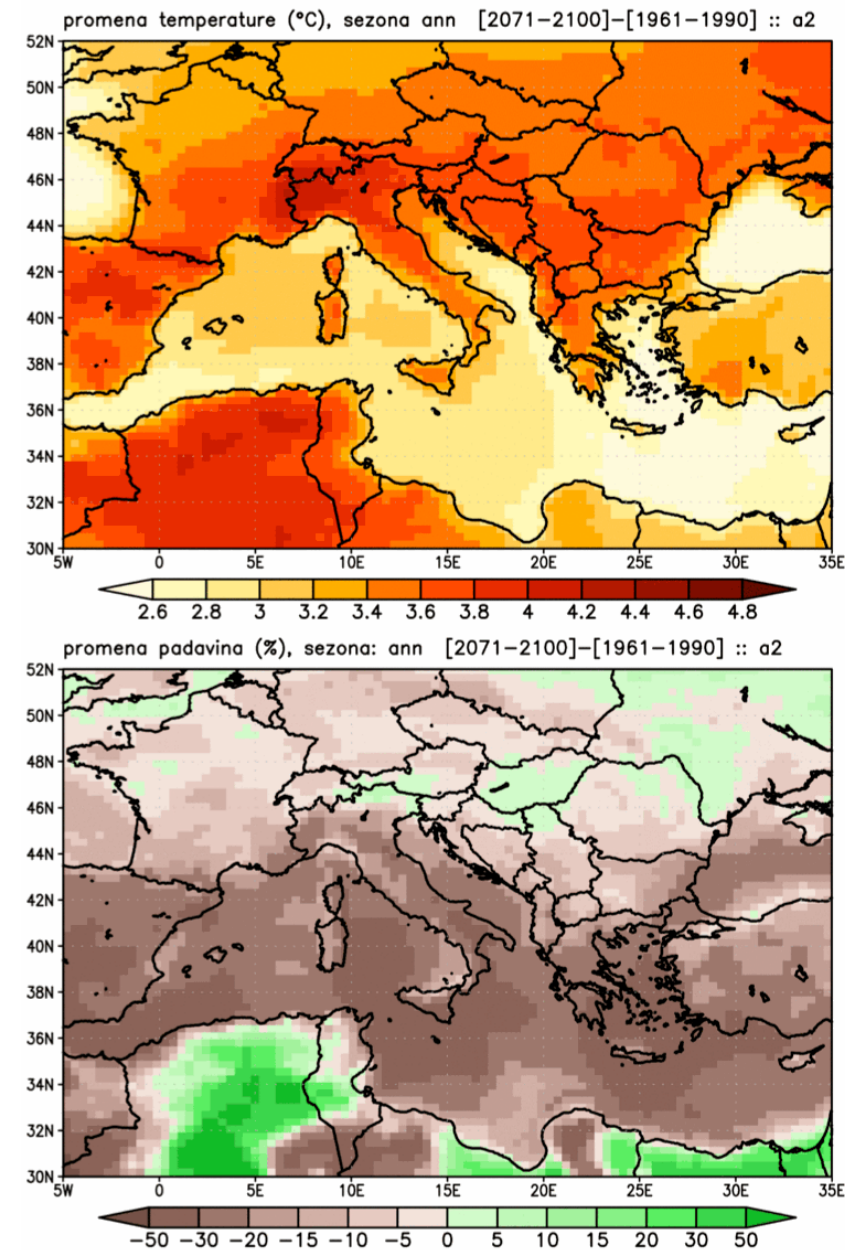 promena temperature (°C), sezona ann [2071−2100]−[1961−1990] :: a2
52N
50N
48N
46N
44N
42N
40N
38N
36N
34N
32N
30N
5W 0 5E 10E 15E 20E 25E 30E 35E
2.6 2.8 3 3.2 3.4 3.6 3.8 4 4.2 4.4 4.6 4.8
promena padavina (%), sezona: ann [2071−2100]−[1961−1990] :: a2
52N
50N
48N
46N
44N
42N
40N
38N
36N
34N
32N
30N
5W 0 5E 10E 15E 20E 25E 30E 35E
−50 −30 −20 −15 −10 −5 0 5 10 15 20 30 50